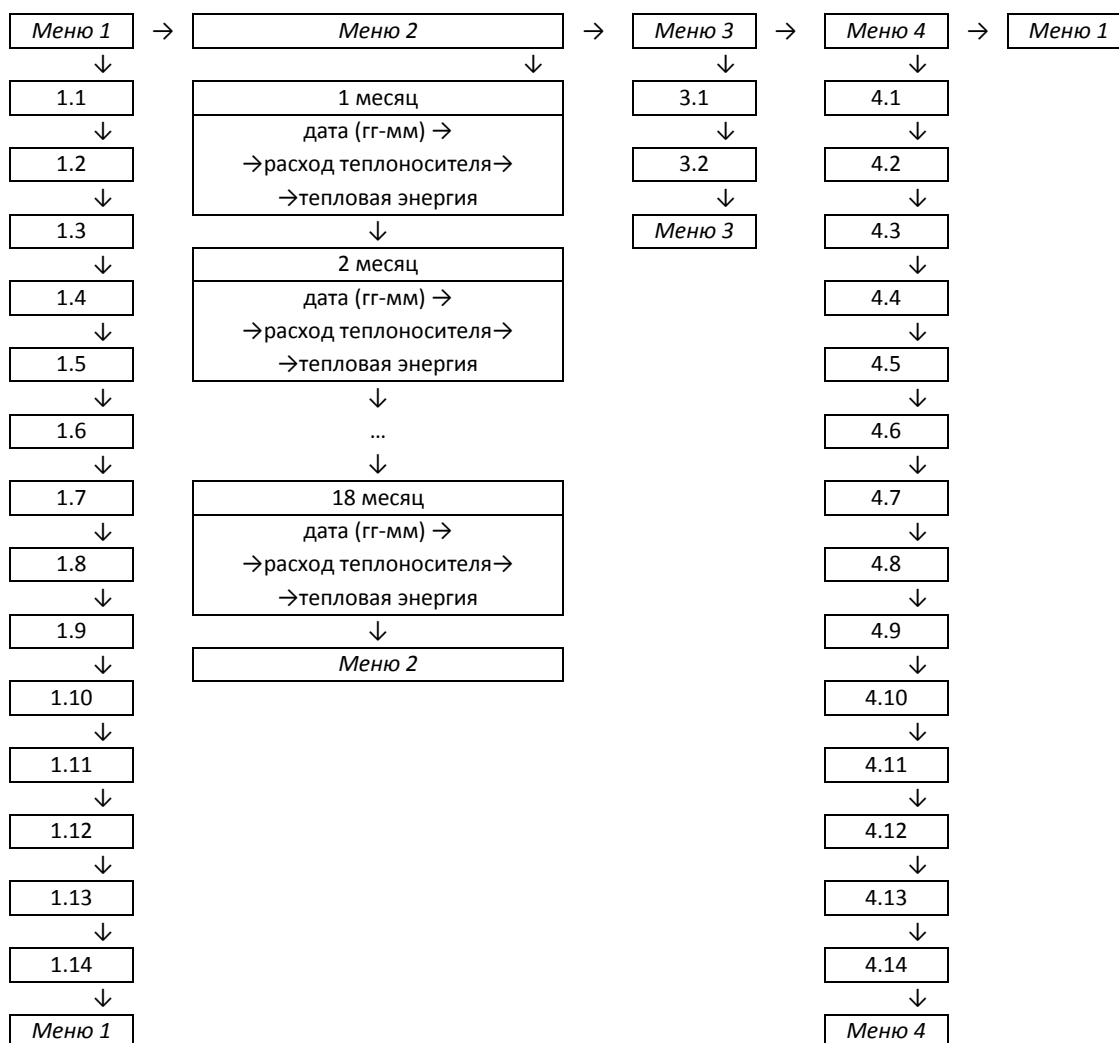 Меню 1 → Меню 2 → Меню 3 → Меню 4 → Меню 1
↓ ↓ ↓ ↓
1.1 1 месяц 3.1 4.1
↓ дата (гг-мм) → ↓ ↓
1.2 →расход теплоносителя→ 3.2 4.2
↓ →тепловая энергия ↓ ↓
1.3 ↓ Меню 3 4.3
↓ 2 месяц ↓
1.4 дата (гг-мм) → 4.4
↓ →расход теплоносителя→ ↓
1.5 →тепловая энергия 4.5
↓ ↓ ↓
1.6 … 4.6
↓ ↓ ↓
1.7 18 месяц 4.7
↓ дата (гг-мм) → ↓
1.8 →расход теплоносителя→ 4.8
↓ →тепловая энергия ↓
1.9 ↓ 4.9
↓ Меню 2 ↓
1.10 4.10
↓ ↓
1.11 4.11
↓ ↓
1.12 4.12
↓ ↓
1.13 4.13
↓ ↓
1.14 4.14
↓ ↓
Меню 1 Меню 4